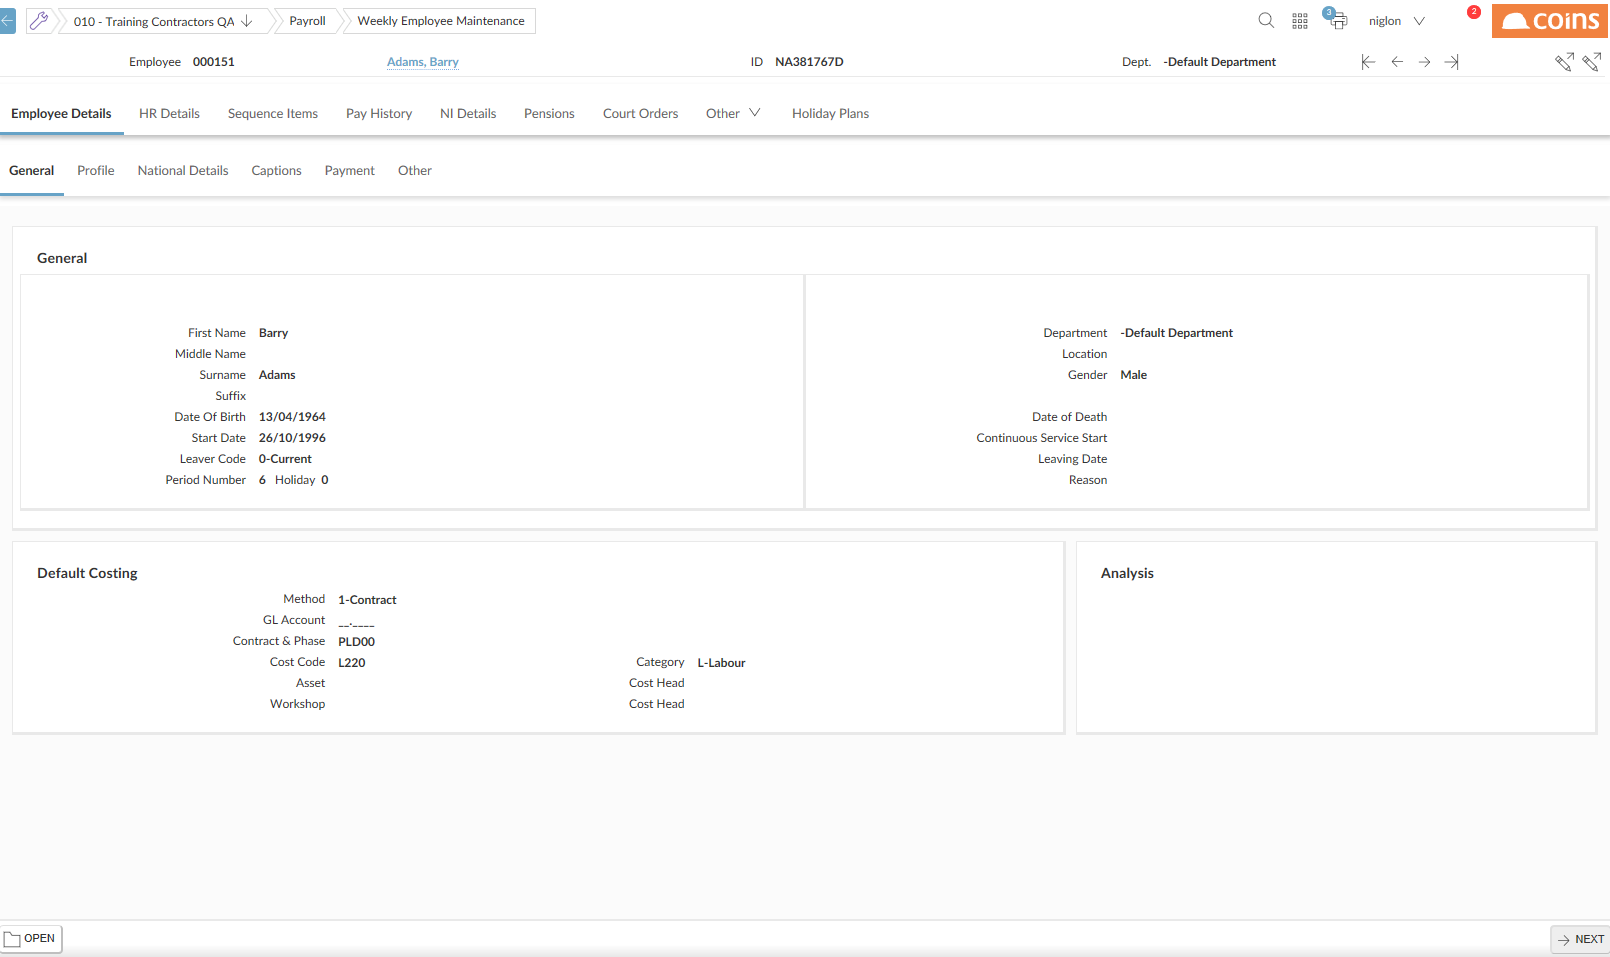 010 - Training Contractors QA Payroll Weekly Employee Maintenance 3 niglon 2 coins
Employee 000151 Adams, Barry ID NA381767D Dept. -Default Department
Employee Details HR Details Sequence Items Pay History NI Details Pensions Court Orders Other Holiday Plans
General Profile National Details Captions Payment Other
General
First Name Barry Department -Default Department
Middle Name Location
Surname Adams Gender Male
Suffix
Date Of Birth 13/04/1964 Date of Death
Start Date 26/10/1996 Continuous Service Start
Leaver Code 0-Current Leaving Date
Period Number 6 Holiday 0 Reason
Default Costing Analysis
Method 1-Contract
GL Account __.____
Contract & Phase PLD00
Cost Code L220 Category L-Labour
Asset Cost Head
Workshop Cost Head
OPEN NEXT